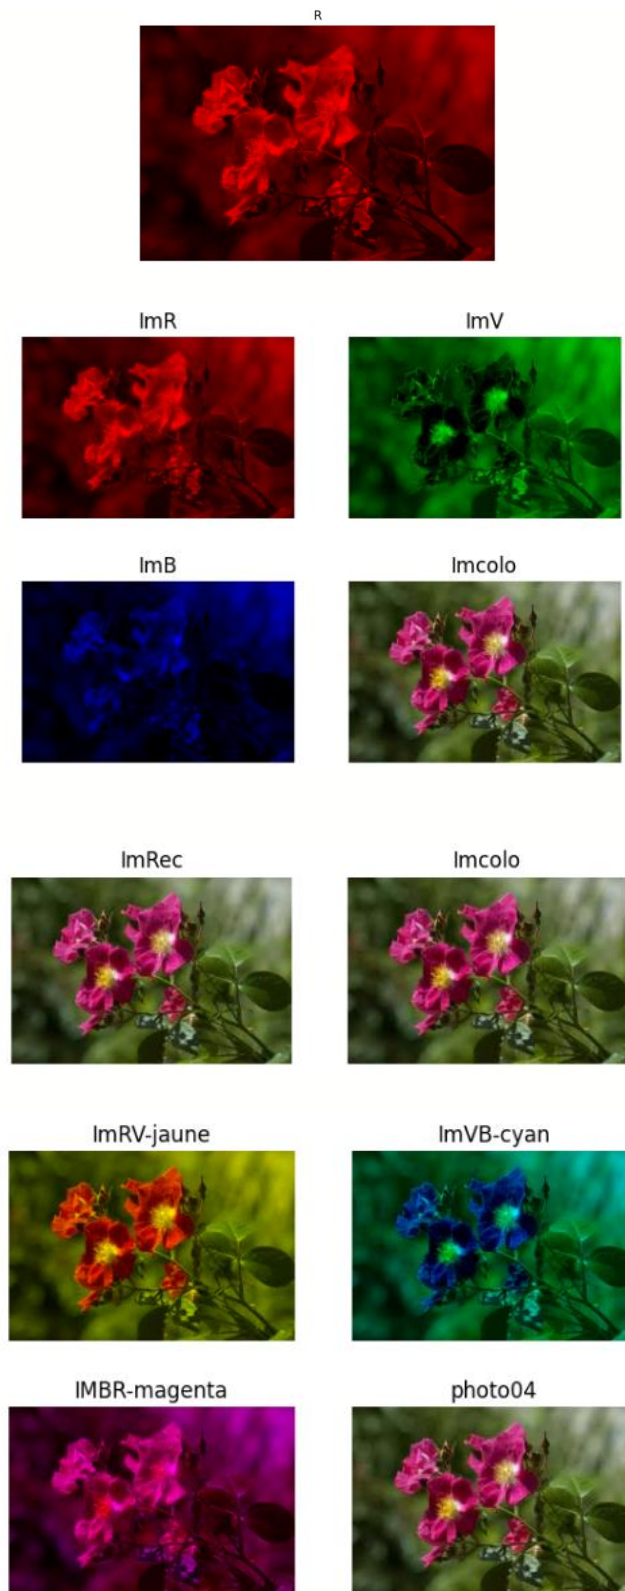 R
ImR
ImV
ImB
Imcolo
ImRec
Imcolo
ImRV-jaune
ImVB-cyan
IMBR-magenta
photo04